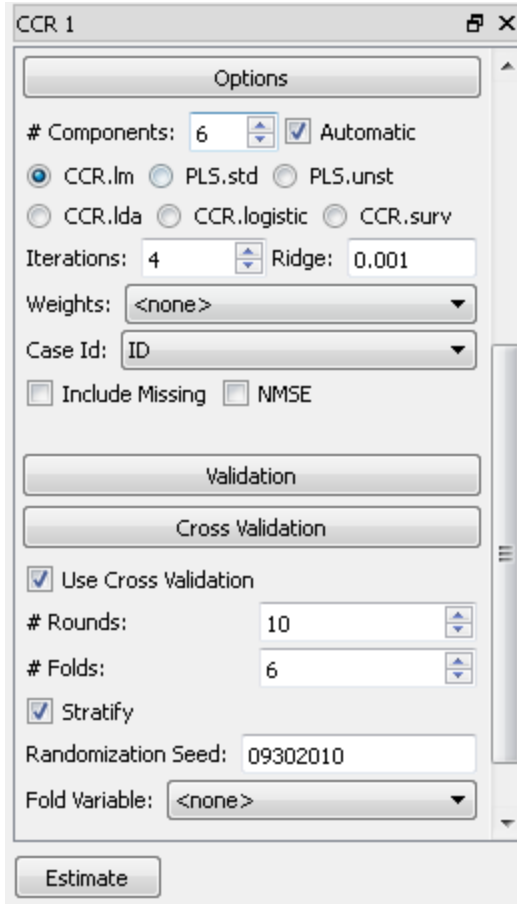 CCR 1
Options
# Components: 6 Automatic
CCR.lm PLS.std PLS.unst
CCR.lda CCR.logistic CCR.surv
Iterations: 4 Ridge: 0.001
Weights: <none>
Case Id: ID
Include Missing NMSE
Validation
Cross Validation
Use Cross Validation
# Rounds: 10
# Folds: 6
Stratify
Randomization Seed: 09302010
Fold Variable: <none>
Estimate